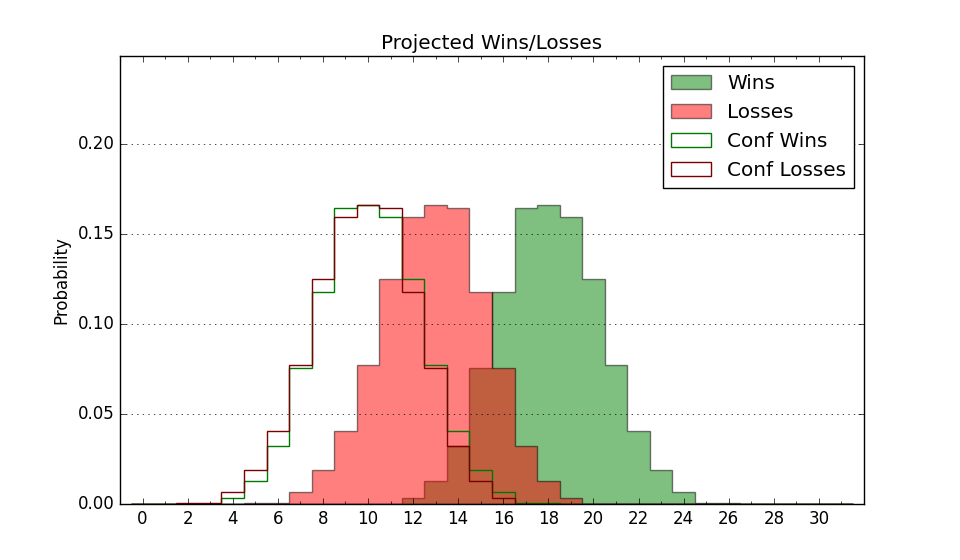 Projected Wins/Losses
Wins
Losses
Conf Wins
Conf Losses
Probability
0.20
0.15
0.10
0.05
0.00
0 2 4 6 8 10 12 14 16 18 20 22 24 26 28 30